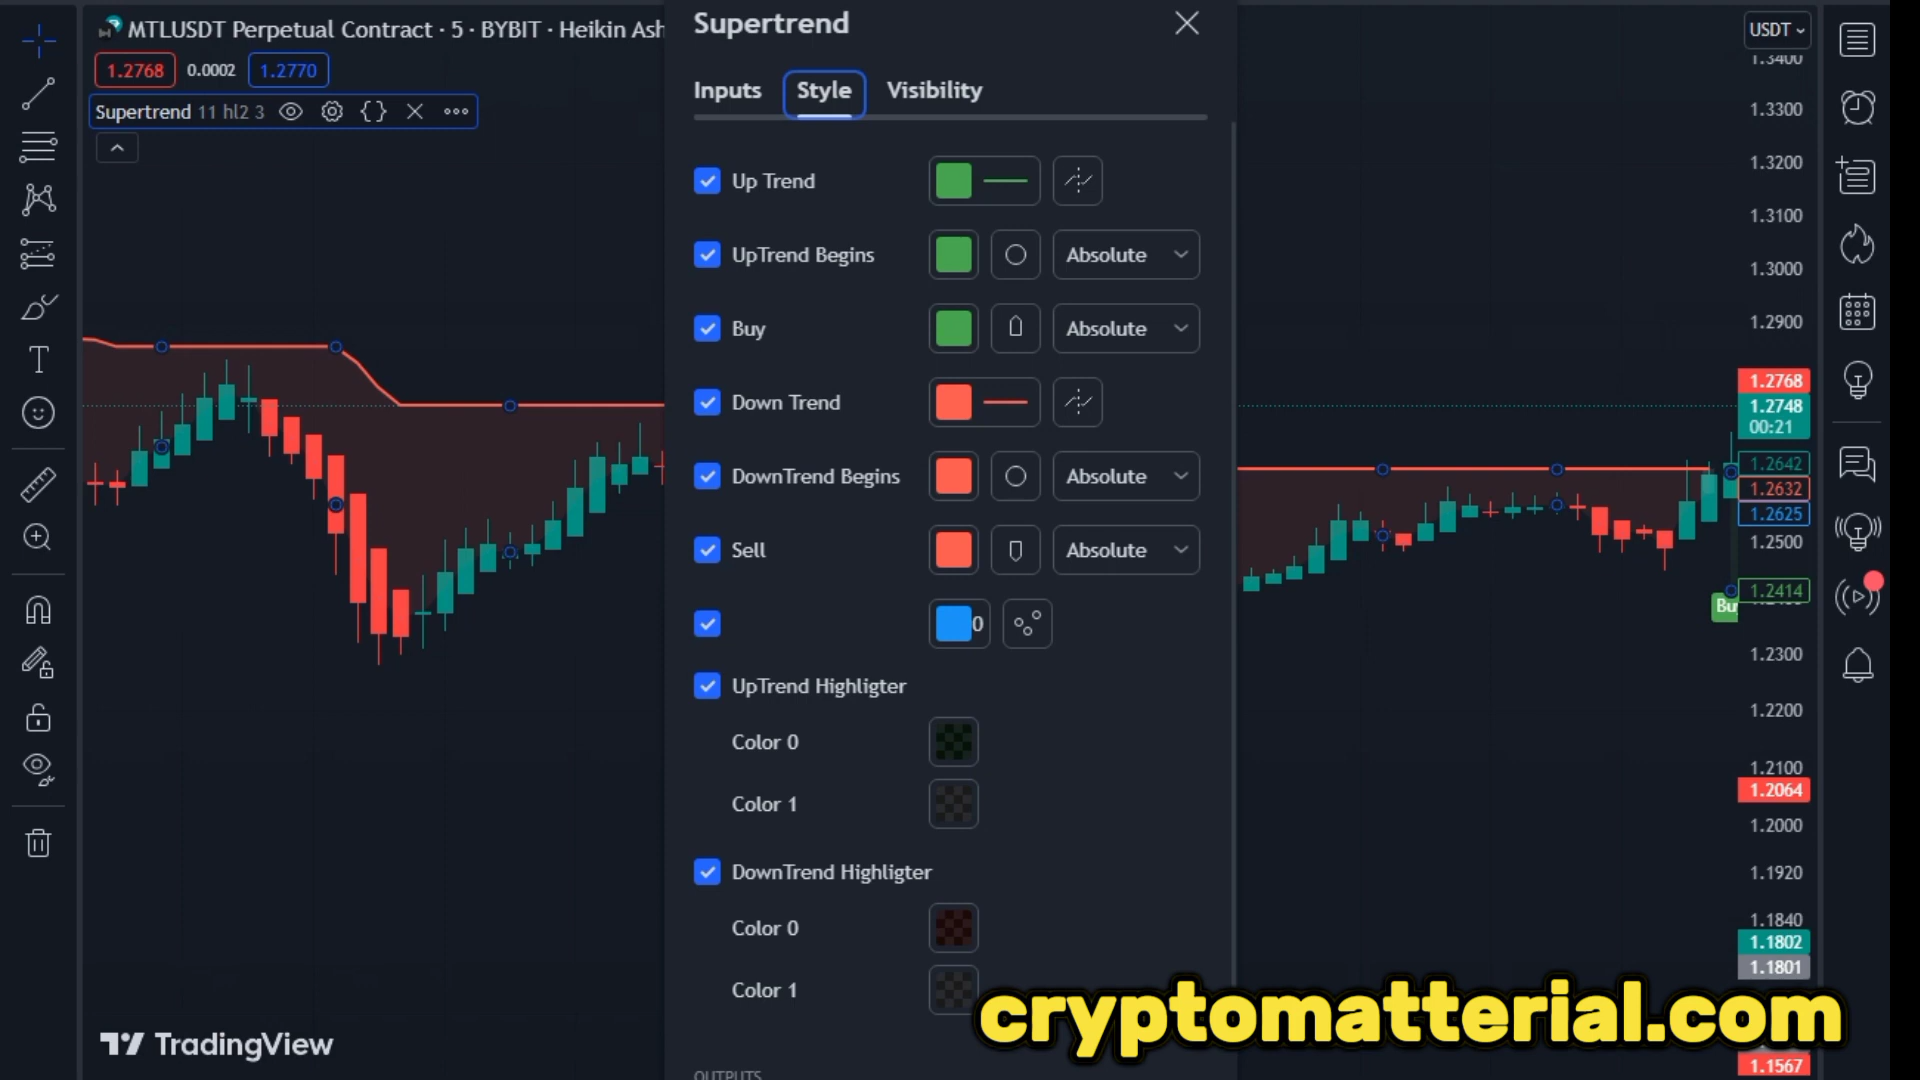 MTLUSDT Perpetual Contract · 5 · BYBIT · Heikin Ash
1.2768 0.0002 1.2770
Supertrend 11 hl2 3
Supertrend
Inputs Style Visibility
Up Trend
UpTrend Begins Absolute
Buy Absolute
Down Trend
DownTrend Begins Absolute
Sell Absolute
0
UpTrend Highligter
Color 0
Color 1
DownTrend Highligter
Color 0
Color 1
OUTPUTS
USDT
1.3400
1.3300
1.3200
1.3100
1.3000
1.2900
1.2768
1.2748
00:21
1.2642
1.2632
1.2625
1.2500
1.2414
Bu
1.2300
1.2200
1.2100
1.2064
1.2000
1.1920
1.1840
1.1802
1.1801
1.1567
TradingView
cryptomatterial.com